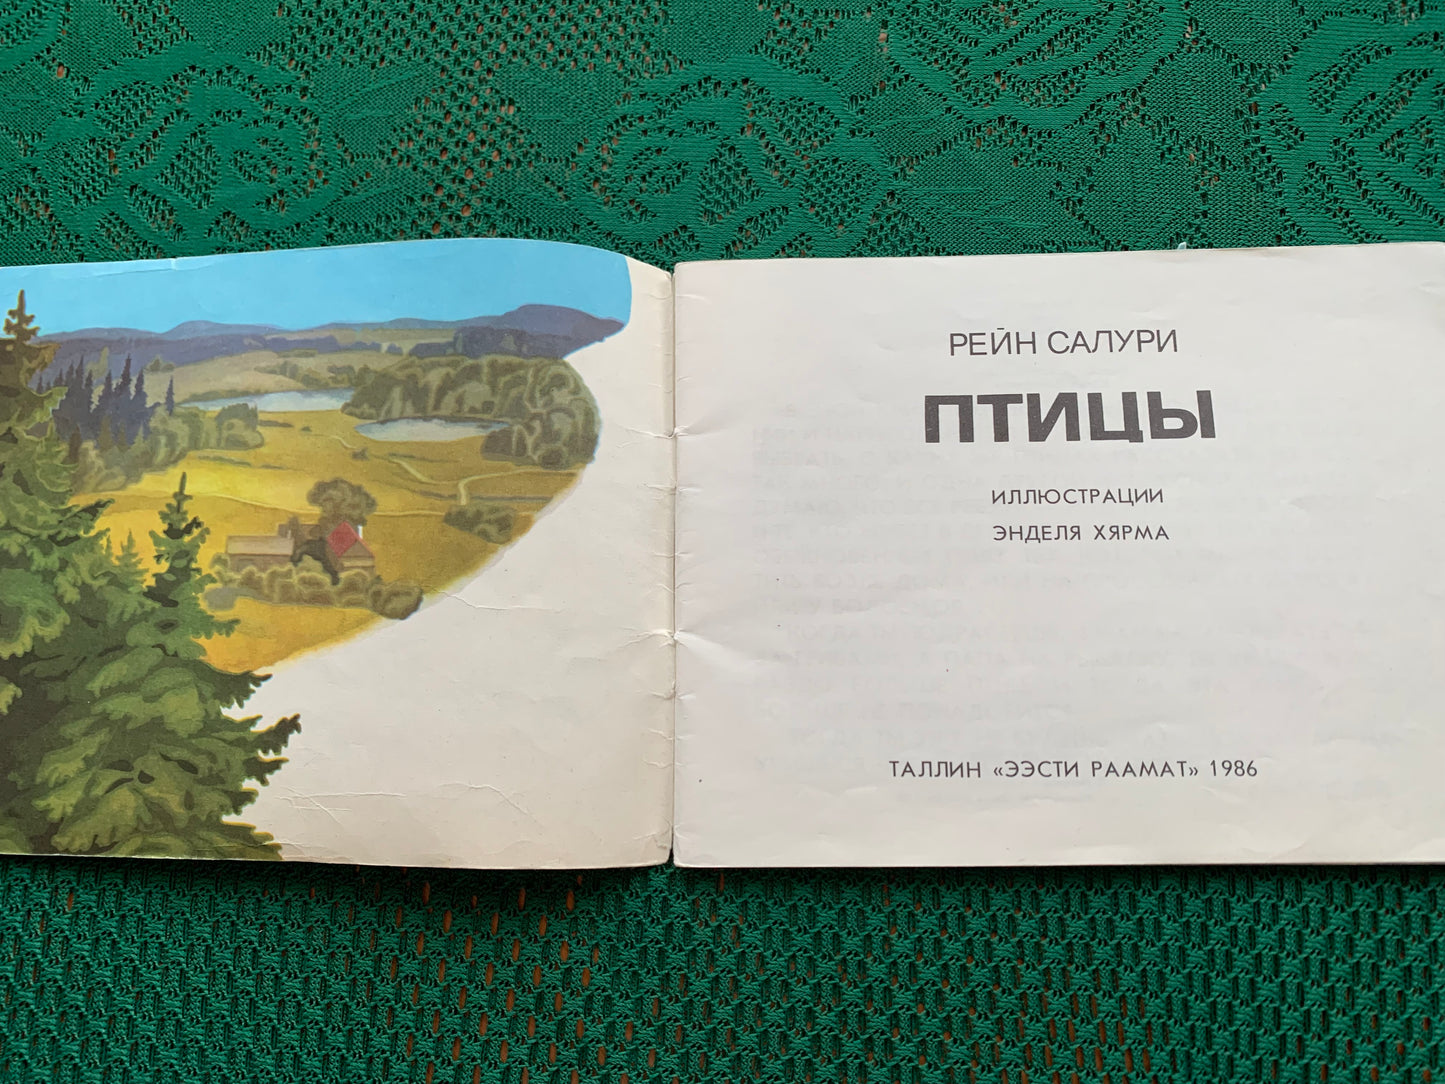 РЕЙН САЛУРИ
ПТИЦЫ
ИЛЛЮСТРАЦИИ
ЭНДЕЛЯ ХЯРМА
ТАЛЛИН «ЭЭСТИ РААМАТ» 1986